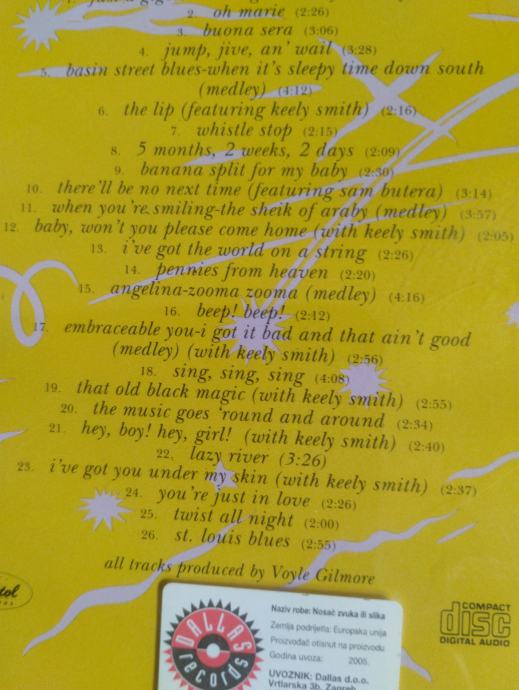 2. oh marie (2:26)
3. buona sera (3:06)
4. jump, jive, an' wail (3:28)
5. basin street blues-when it's sleepy time down south
(medley) (4:12)
6. the lip (featuring keely smith) (2:16)
7. whistle stop (2:15)
8. 5 months, 2 weeks, 2 days (2:09)
9. banana split for my baby (2:30)
10. there'll be no next time (featuring sam butera) (3:14)
11. when you're smiling-the sheik of araby (medley) (3:57)
12. baby, won't you please come home (with keely smith) (2:05)
13. i've got the world on a string (2:26)
14. pennies from heaven (2:20)
15. angelina-zooma zooma (medley) (4:16)
16. beep! beep! (2:12)
17. embraceable you-i got it bad and that ain't good
(medley) (with keely smith) (2:56)
18. sing, sing, sing (4:08)
19. that old black magic (with keely smith) (2:55)
20. the music goes 'round and around (2:34)
21. hey, boy! hey, girl! (with keely smith) (2:40)
22. lazy river (3:26)
23. i've got you under my skin (with keely smith) (2:37)
24. you're just in love (2:26)
25. twist all night (2:00)
26. st. louis blues (2:55)
all tracks produced by Voyle Gilmore
COMPACT
disc
DIGITAL AUDIO
DALLAS
records
Naziv robe: Nosač zvuka ili slika
Zemlja podrijetla: Europska unija
Proizvođač otisnut na proizvodu
Godina uvoza: 2005.
UVOZNIK: Dallas d.o.o.
Vrtlarska 3b, Zagreb